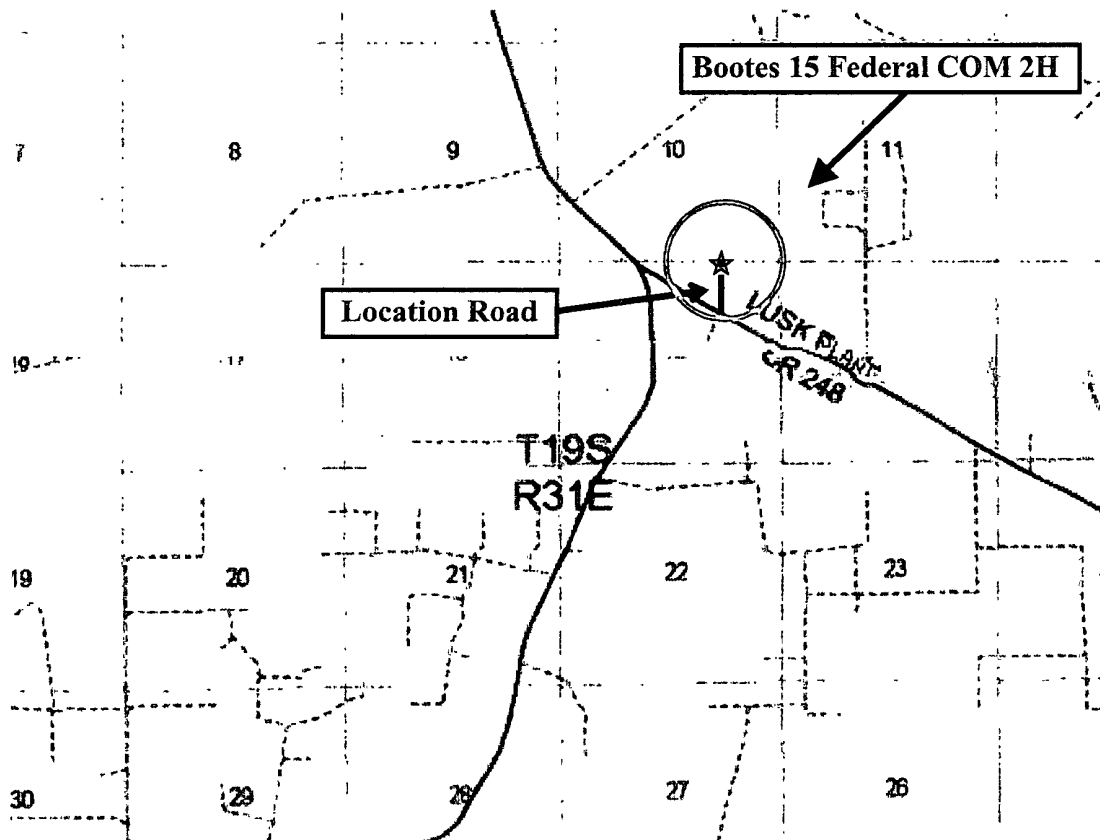 Bootes 15 Federal COM 2H
7 8 9 10 11
Location Road
LUSK PLANT
CR 248
T19S
R31E
19 20 21 22 23
30 29 28 27 26